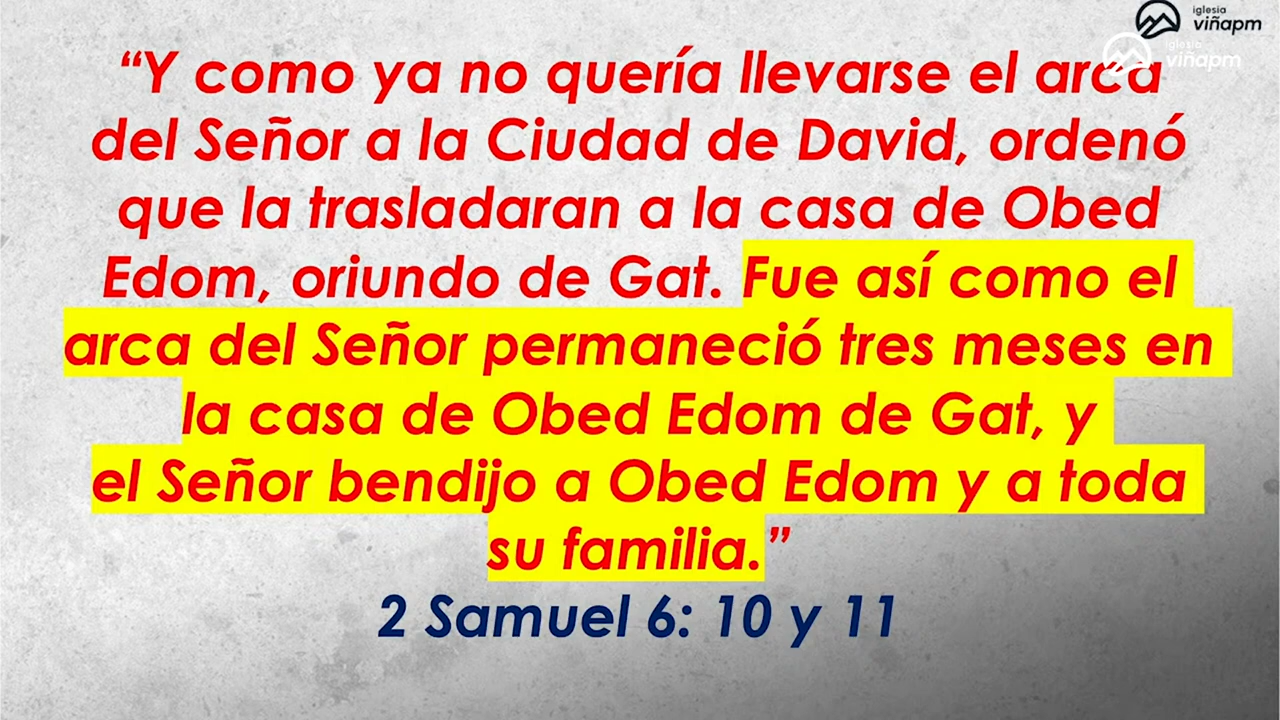 iglesia
viñapm
iglesia
viñapm
“Y como ya no quería llevarse el arca
del Señor a la Ciudad de David, ordenó
que la trasladaran a la casa de Obed
Edom, oriundo de Gat. Fue así como el
arca del Señor permaneció tres meses en
la casa de Obed Edom de Gat, y
el Señor bendijo a Obed Edom y a toda
su familia.”
2 Samuel 6: 10 y 11